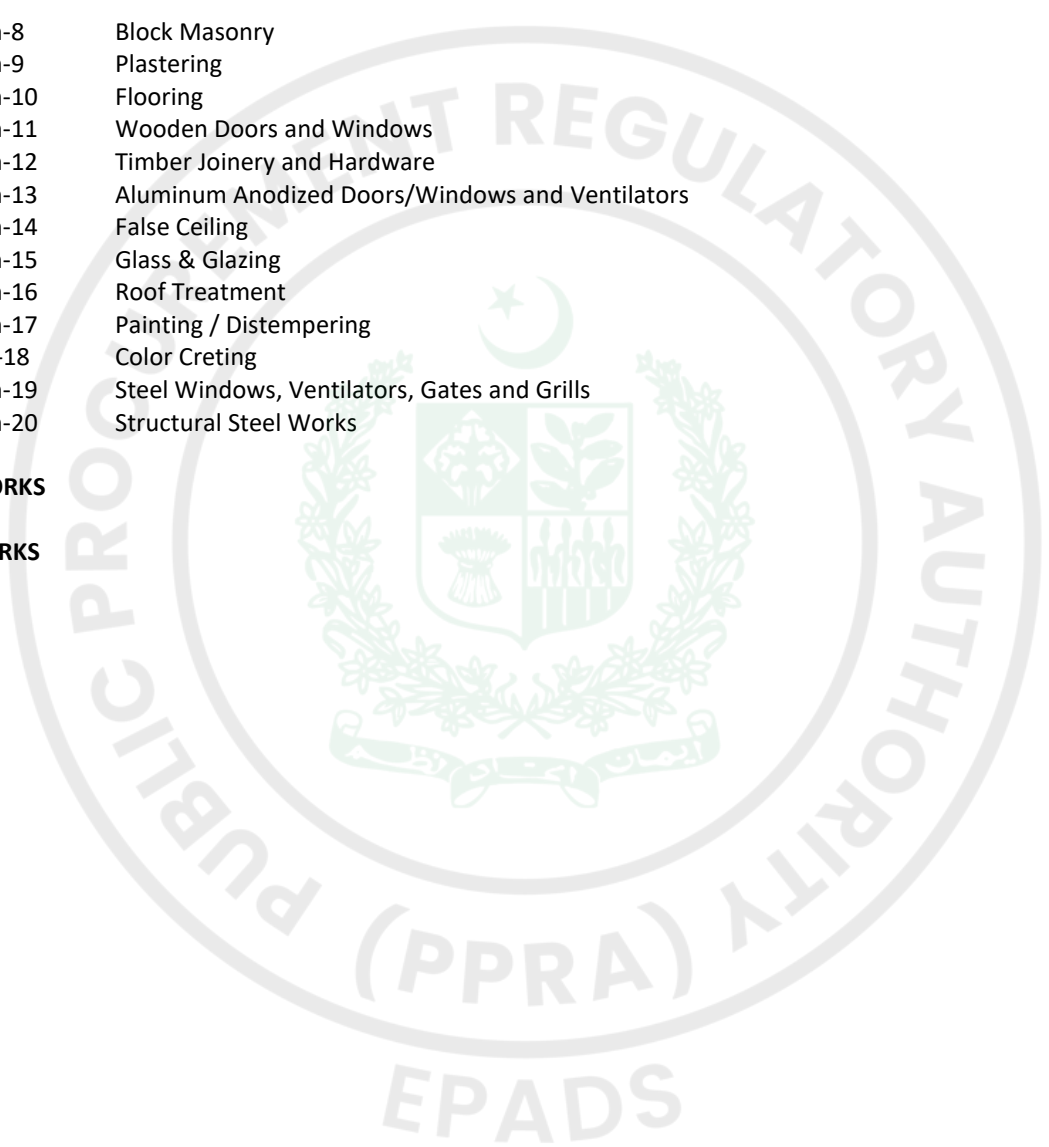 -8 Block Masonry
-9 Plastering
-10 Flooring
-11 Wooden Doors and Windows
-12 Timber Joinery and Hardware
-13 Aluminum Anodized Doors/Windows and Ventilators
-14 False Ceiling
-15 Glass & Glazing
-16 Roof Treatment
-17 Painting / Distempering
-18 Color Creting
-19 Steel Windows, Ventilators, Gates and Grills
-20 Structural Steel Works
ORKS
RKS
PUBLIC PROCUREMENT REGULATORY AUTHORITY
(PPRA)
EPADS